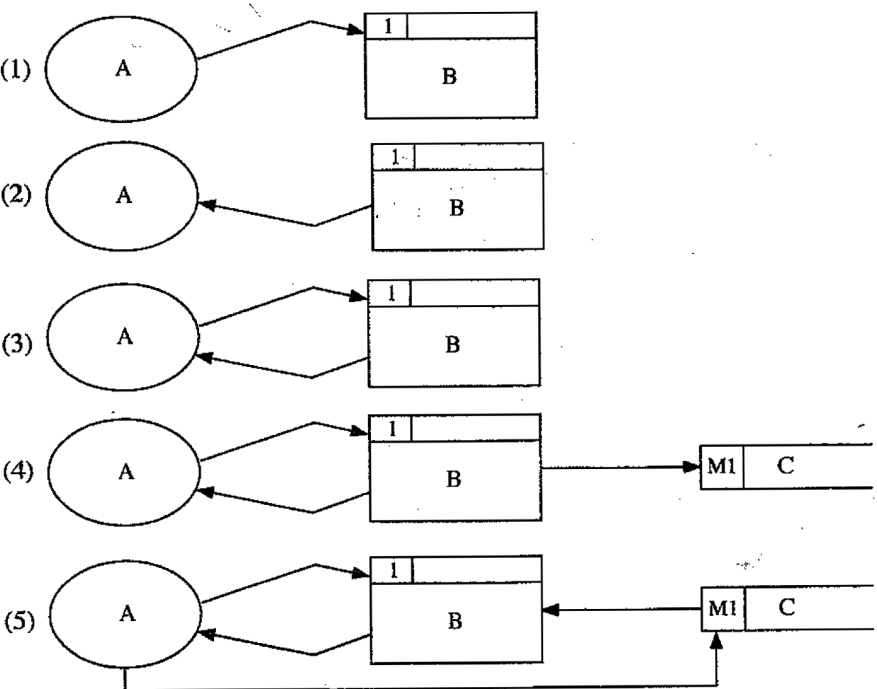 1
(1) A B
1
(2) A B
1
(3) A B
1
(4) A B M1 C
1
(5) A B M1 C